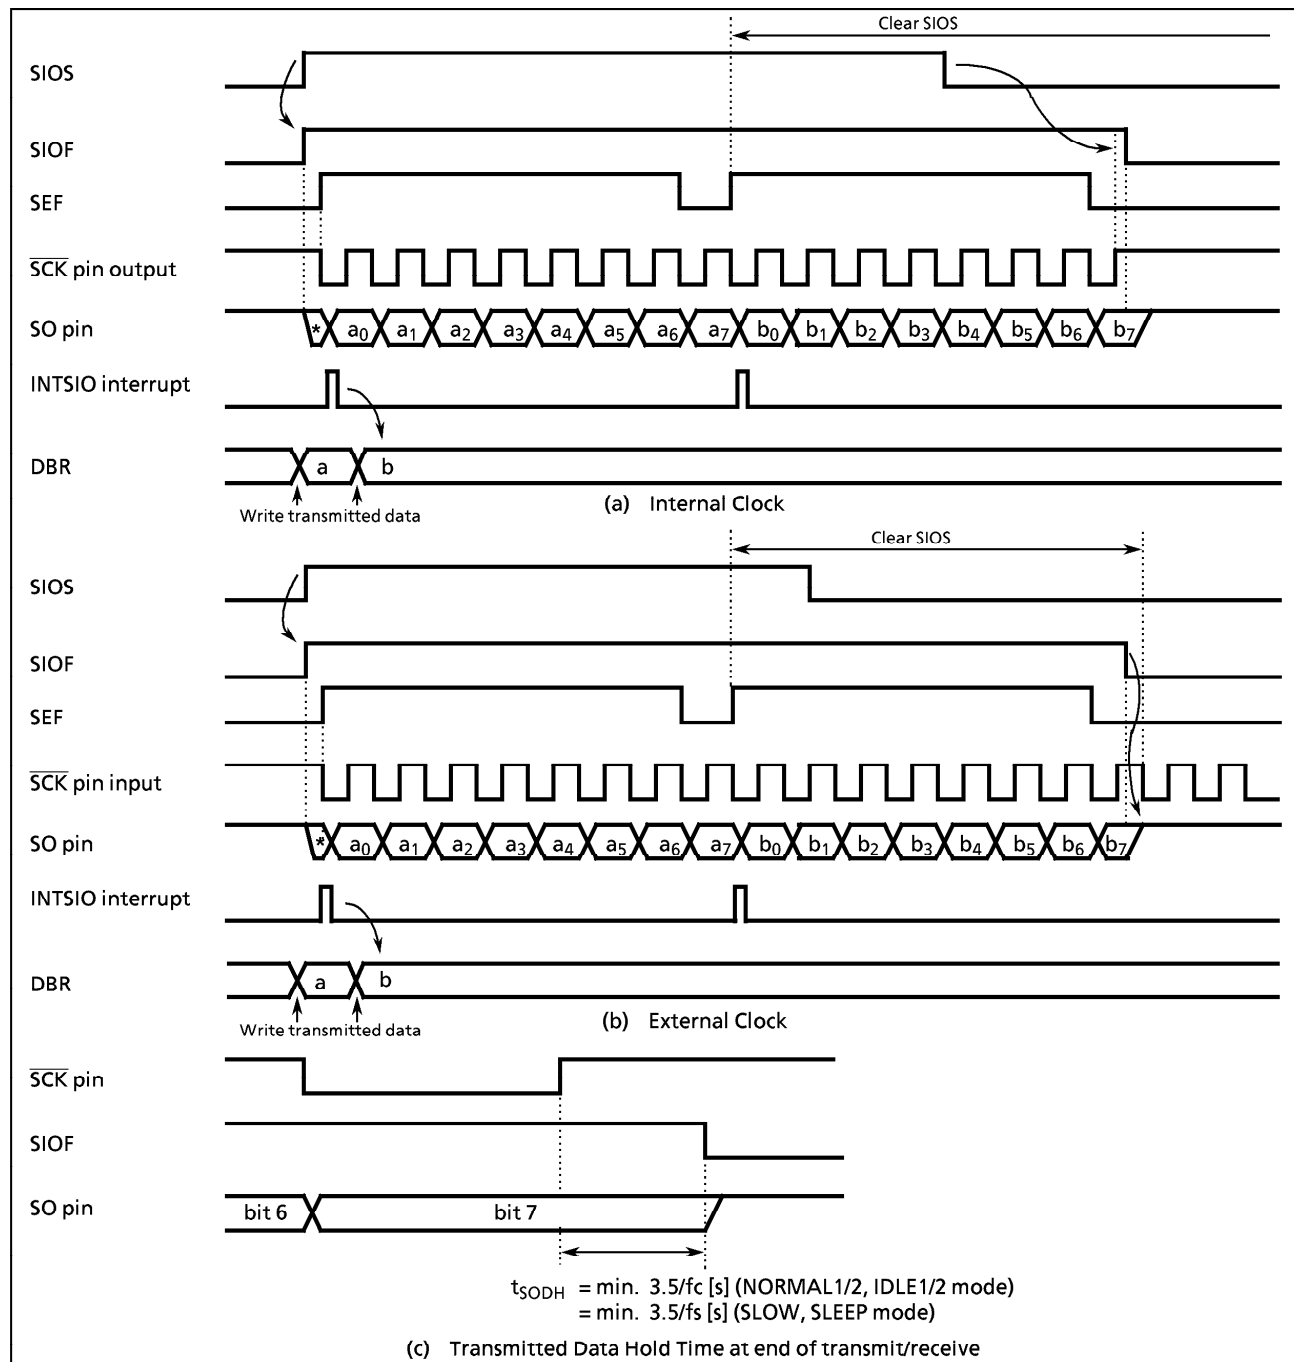 Clear SIOS
SIOS
SIOF
SEF
SCK pin output
SO pin
* a0 a1 a2 a3 a4 a5 a6 a7 b0 b1 b2 b3 b4 b5 b6 b7
INTSIO interrupt
DBR
a b
Write transmitted data
(a) Internal Clock
Clear SIOS
SIOS
SIOF
SEF
SCK pin input
SO pin
* a0 a1 a2 a3 a4 a5 a6 a7 b0 b1 b2 b3 b4 b5 b6 b7
INTSIO interrupt
DBR
a b
Write transmitted data
(b) External Clock
SCK pin
SIOF
SO pin
bit 6 bit 7
tSODH = min. 3.5/fc [s] (NORMAL1/2, IDLE1/2 mode)
= min. 3.5/fs [s] (SLOW, SLEEP mode)
(c) Transmitted Data Hold Time at end of transmit/receive